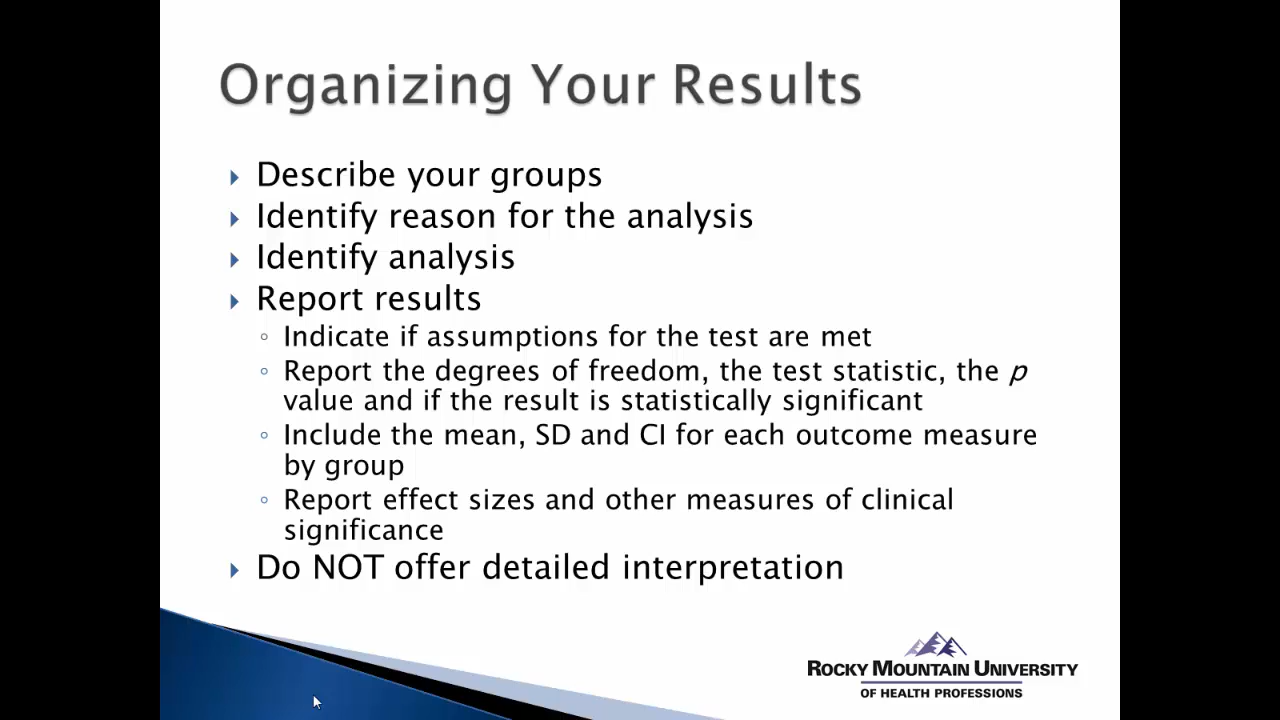 Organizing Your Results
Describe your groups
Identify reason for the analysis
Identify analysis
Report results
Indicate if assumptions for the test are met
Report the degrees of freedom, the test statistic, the p
value and if the result is statistically significant
Include the mean, SD and CI for each outcome measure
by group
Report effect sizes and other measures of clinical
significance
Do NOT offer detailed interpretation
ROCKY MOUNTAIN UNIVERSITY
OF HEALTH PROFESSIONS